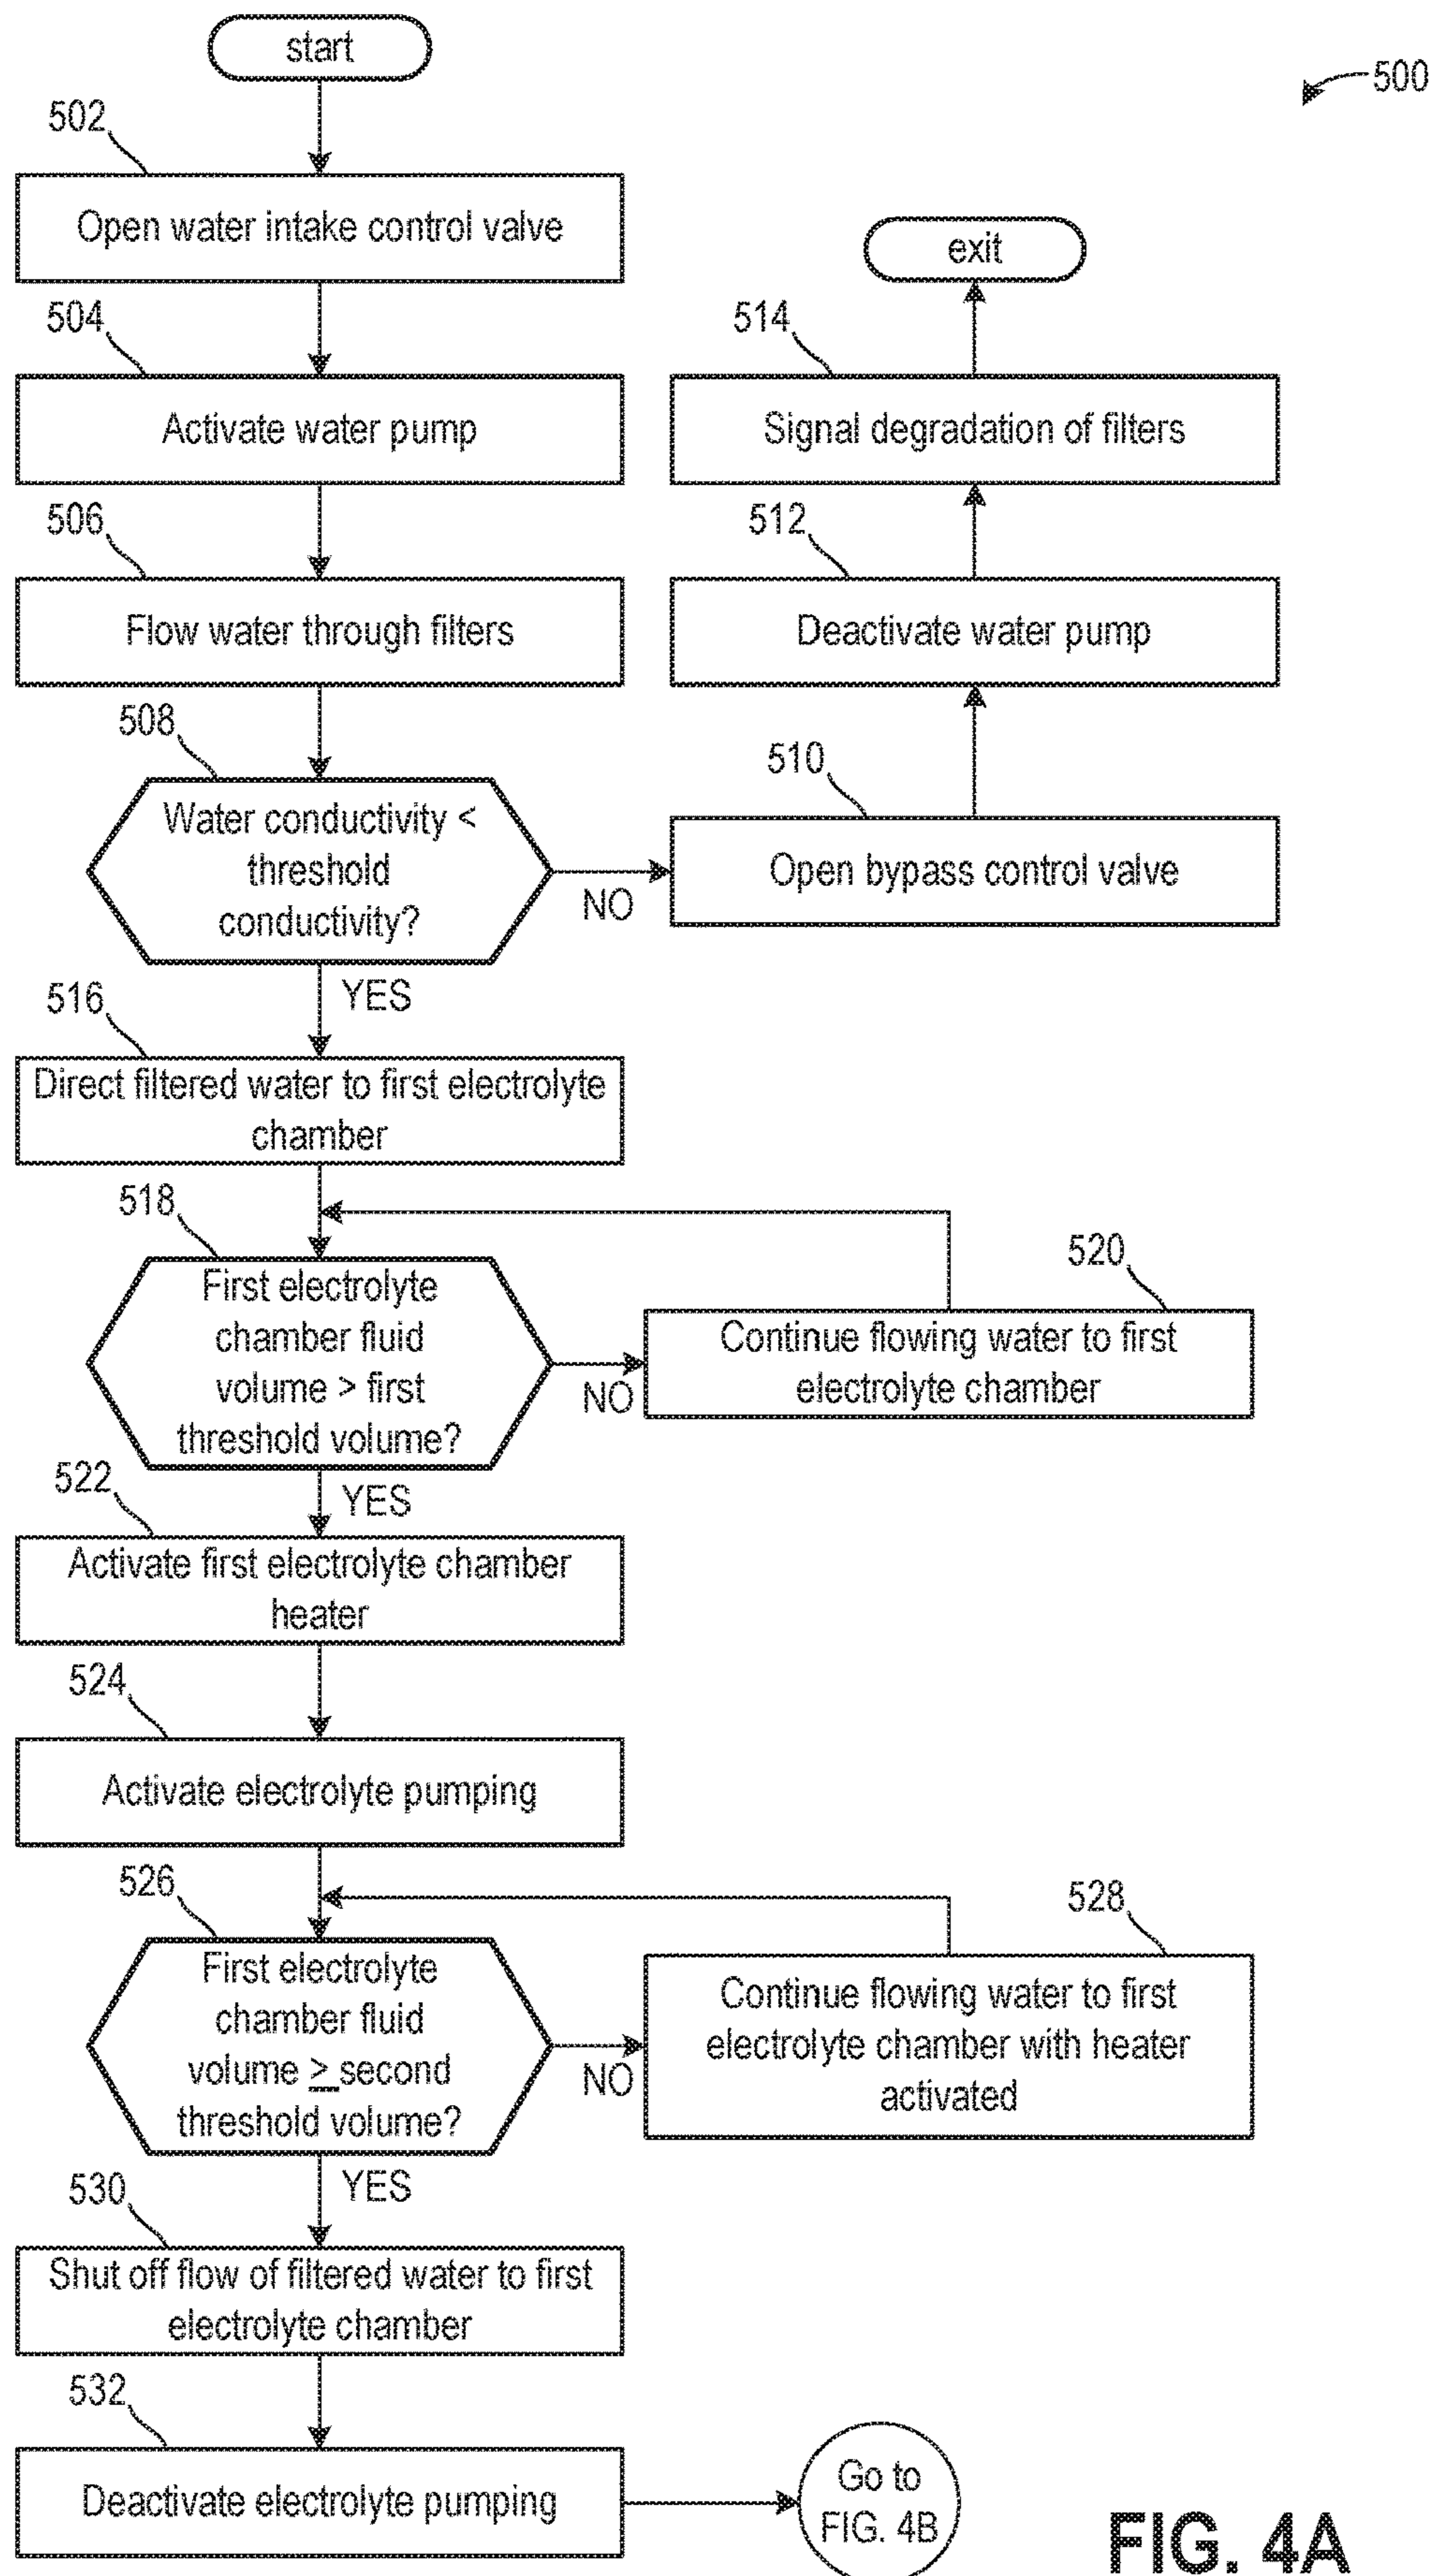 start
500
502
Open water intake control valve
exit
504
Activate water pump
514
Signal degradation of filters
506
Flow water through filters
512
Deactivate water pump
508
Water conductivity <
threshold
conductivity?
NO
510
Open bypass control valve
YES
516
Direct filtered water to first electrolyte
chamber
518
First electrolyte
chamber fluid
volume > first
threshold volume?
NO
520
Continue flowing water to first
electrolyte chamber
YES
522
Activate first electrolyte chamber
heater
524
Activate electrolyte pumping
526
First electrolyte
chamber fluid
volume ≥ second
threshold volume?
NO
528
Continue flowing water to first
electrolyte chamber with heater
activated
YES
530
Shut off flow of filtered water to first
electrolyte chamber
532
Deactivate electrolyte pumping
Go to
FIG. 4B
FIG. 4A